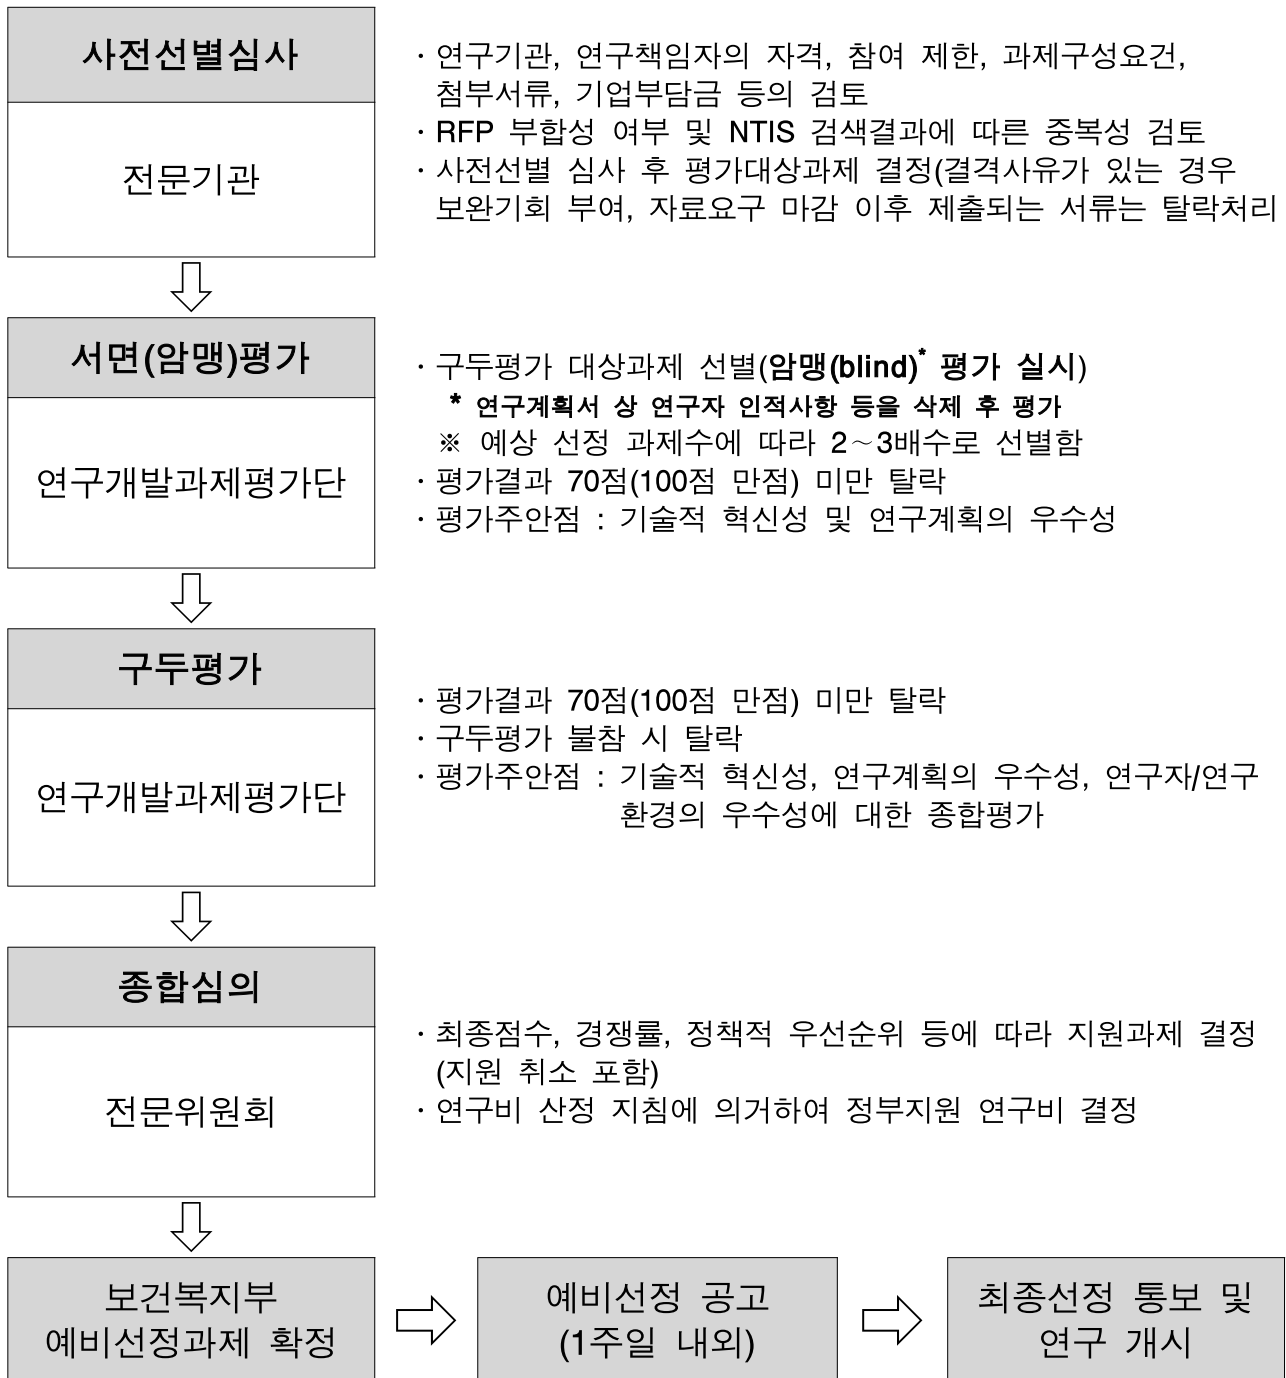 사전선별심사
전문기관
· 연구기관, 연구책임자의 자격, 참여 제한, 과제구성요건,
첨부서류, 기업부담금 등의 검토
· RFP 부합성 여부 및 NTIS 검색결과에 따른 중복성 검토
· 사전선별 심사 후 평가대상과제 결정(결격사유가 있는 경우
보완기회 부여, 자료요구 마감 이후 제출되는 서류는 탈락처리
서면(암맹)평가
연구개발과제평가단
· 구두평가 대상과제 선별(암맹(blind)* 평가 실시)
* 연구계획서 상 연구자 인적사항 등을 삭제 후 평가
※ 예상 선정 과제수에 따라 2~3배수로 선별함
· 평가결과 70점(100점 만점) 미만 탈락
· 평가주안점 : 기술적 혁신성 및 연구계획의 우수성
구두평가
연구개발과제평가단
· 평가결과 70점(100점 만점) 미만 탈락
· 구두평가 불참 시 탈락
· 평가주안점 : 기술적 혁신성, 연구계획의 우수성, 연구자/연구
환경의 우수성에 대한 종합평가
종합심의
전문위원회
· 최종점수, 경쟁률, 정책적 우선순위 등에 따라 지원과제 결정
(지원 취소 포함)
· 연구비 산정 지침에 의거하여 정부지원 연구비 결정
보건복지부
예비선정과제 확정
예비선정 공고
(1주일 내외)
최종선정 통보 및
연구 개시